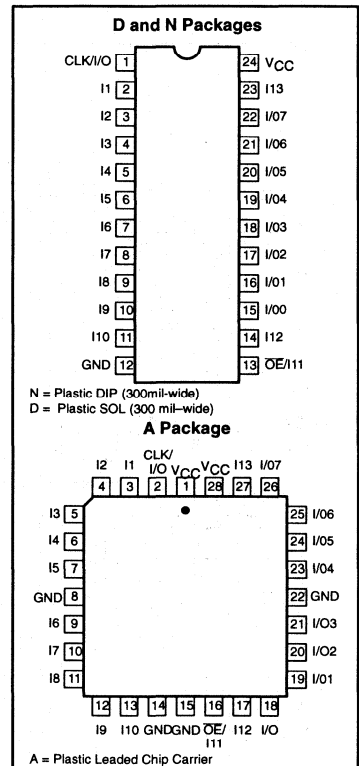 D and N Packages
CLK/I/O 1 24 VCC
I1 2 23 I13
I2 3 22 I/07
I3 4 21 I/06
I4 5 20 I/05
I5 6 19 I/04
I6 7 18 I/03
I7 8 17 I/02
I8 9 16 I/01
I9 10 15 I/00
I10 11 14 I12
GND 12 13 OE/I11
N = Plastic DIP (300mil-wide)
D = Plastic SOL (300 mil–wide)
A Package
I2 I1 CLK/I/O VCC VCC I13 I/07
4 3 2 1 28 27 26
I3 5 25 I/06
I4 6 24 I/05
I5 7 23 I/04
GND 8 22 GND
I6 9 21 I/O3
I7 10 20 I/O2
I8 11 19 I/01
12 13 14 15 16 17 18
I9 I10 GND GND OE/I11 I12 I/O
A = Plastic Leaded Chip Carrier